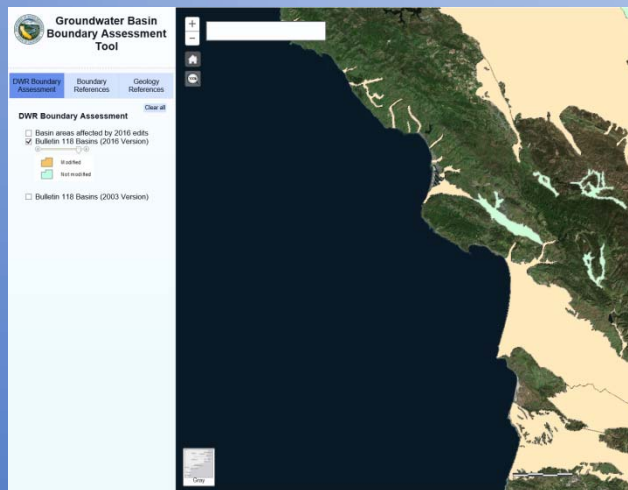 Groundwater Basin
Boundary Assessment
Tool
DWR Boundary
Assessment
Boundary
References
Geology
References
Clear all
DWR Boundary Assessment
Basin areas affected by 2016 edits
Bulletin 118 Basins (2016 Version)
Modified
Not modified
Bulletin 118 Basins (2003 Version)
+
−
Gray